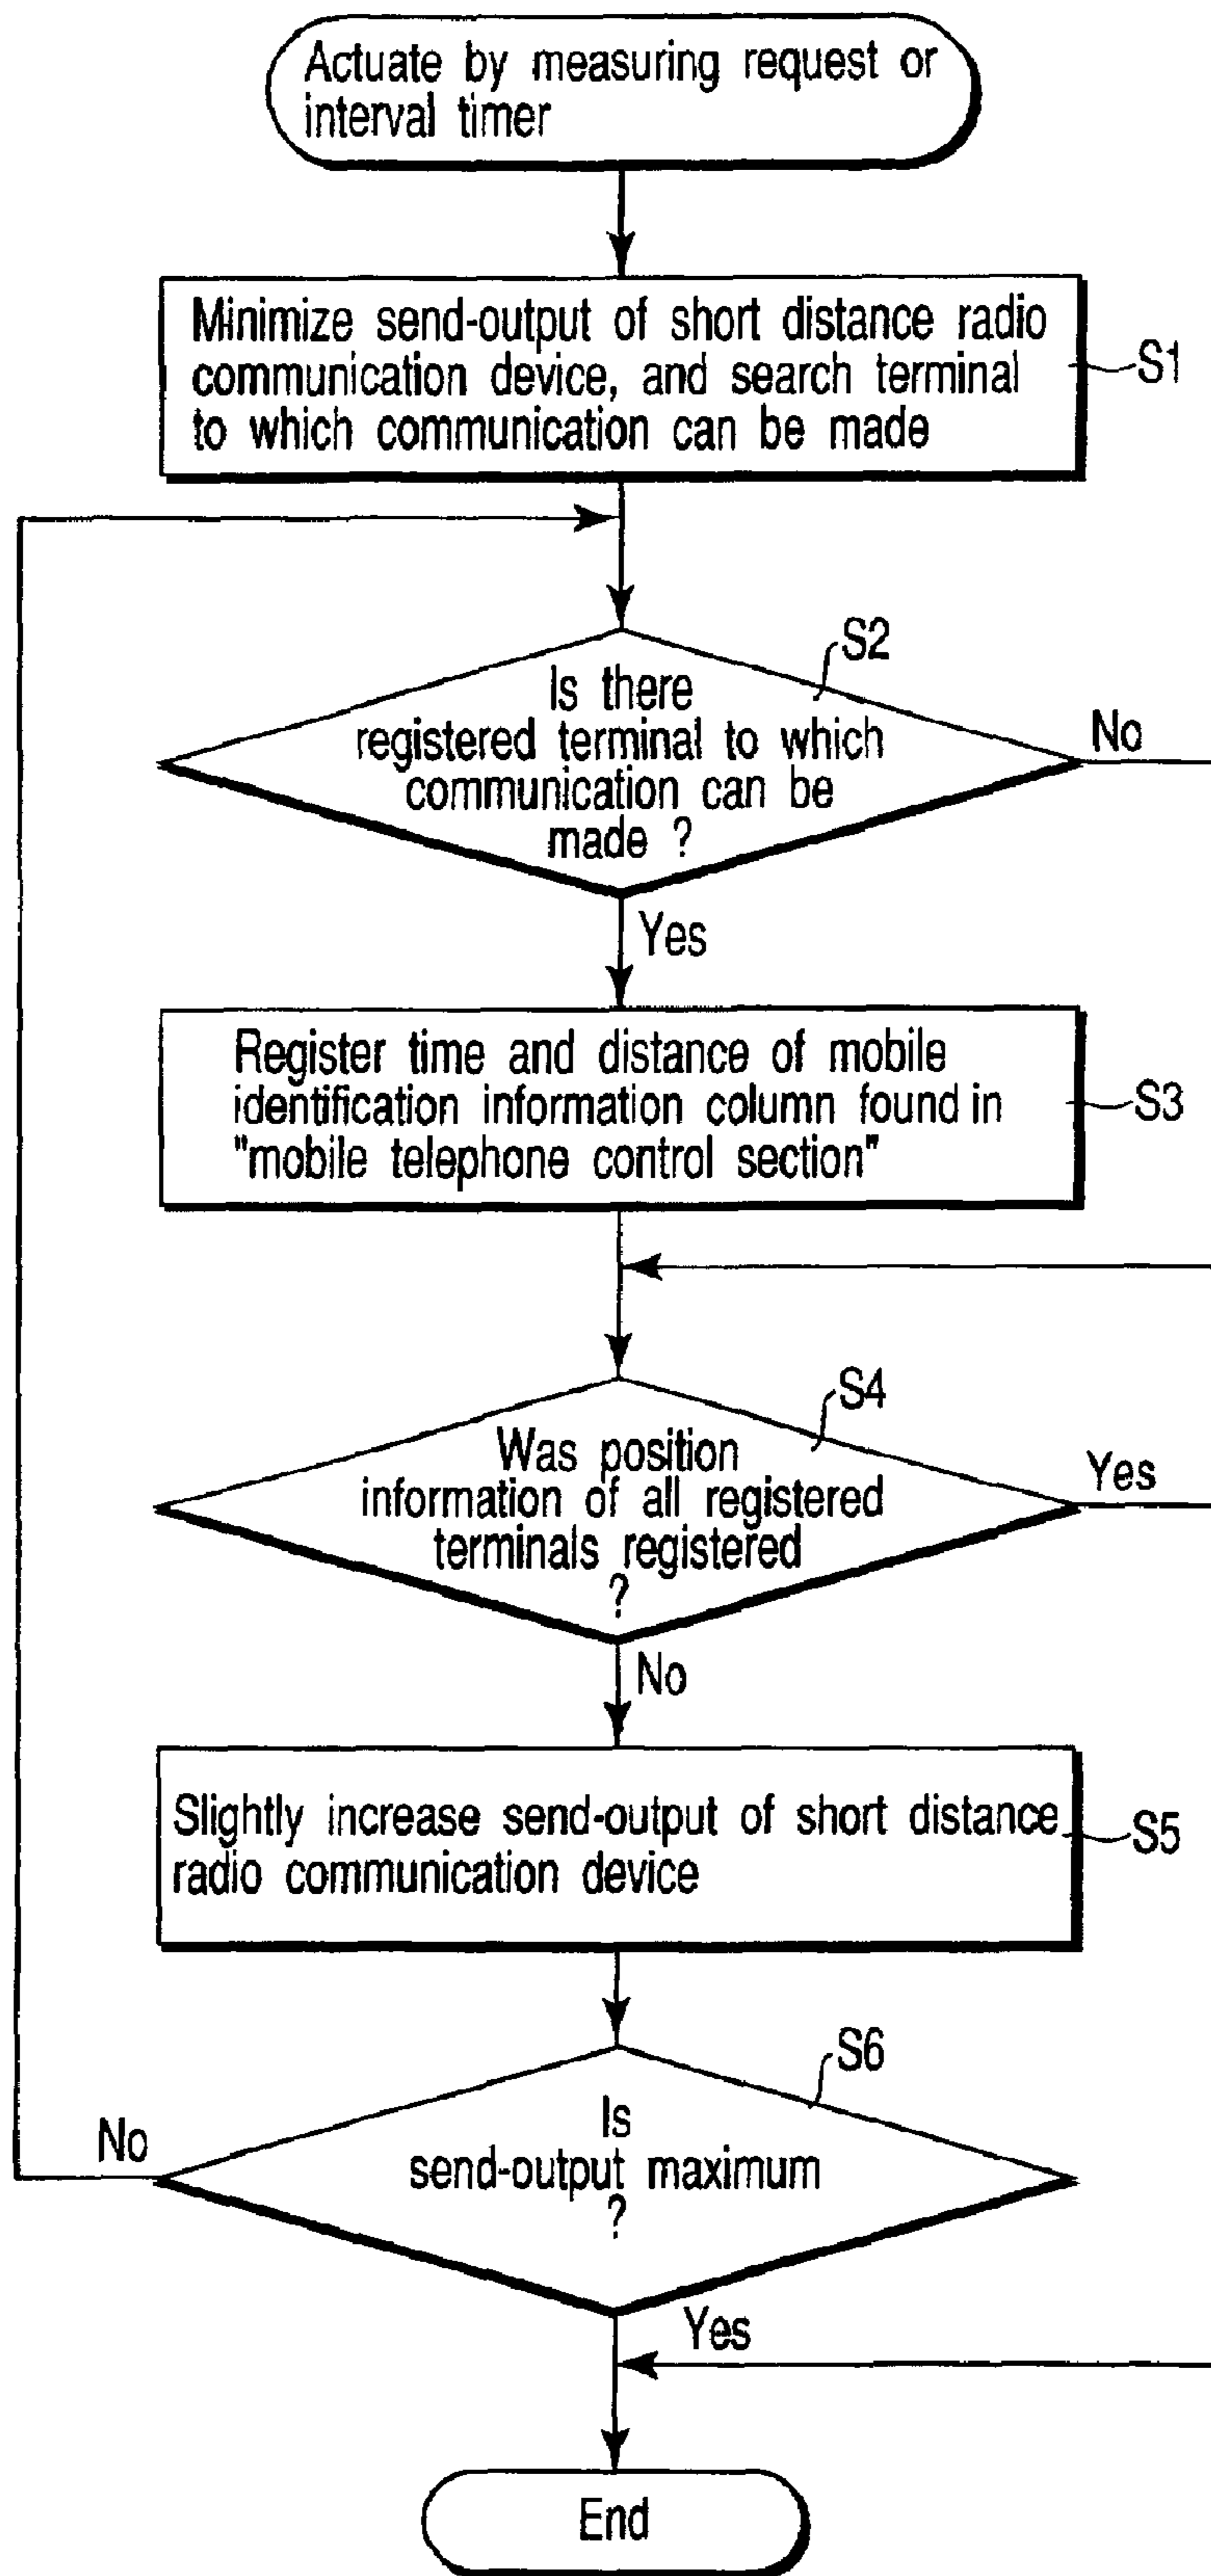 Actuate by measuring request or
interval timer
Minimize send-output of short distance radio
communication device, and search terminal
to which communication can be made
S1
S2
Is there
registered terminal to which
communication can be
made ?
No
Yes
Register time and distance of mobile
identification information column found in
"mobile telephone control section"
S3
S4
Was position
information of all registered
terminals registered
?
Yes
No
Slightly increase send-output of short distance
radio communication device
S5
S6
Is
send-output maximum
?
No
Yes
End